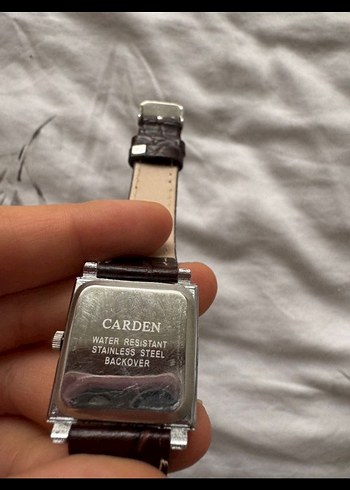 CARDEN
WATER RESISTANT
STAINLESS STEEL
BACKOVER